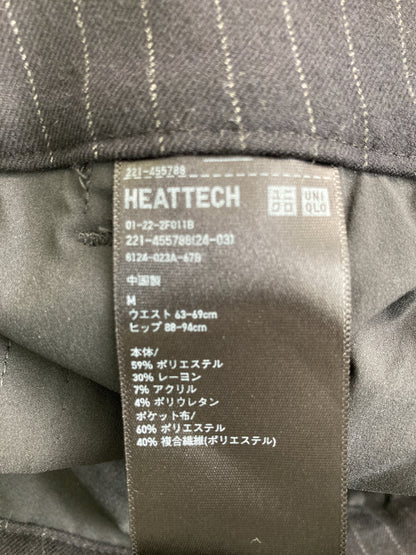 221-455788
HEATTECH
UNI
QLO
01-22-2F011B
221-455788(24-03)
8124-023A-67B
中国製
M
ウエスト 63-69cm
ヒップ 88-94cm
本体/
59% ポリエステル
30% レーヨン
7% アクリル
4% ポリウレタン
ポケット布/
60% ポリエステル
40% 複合繊維(ポリエステル)